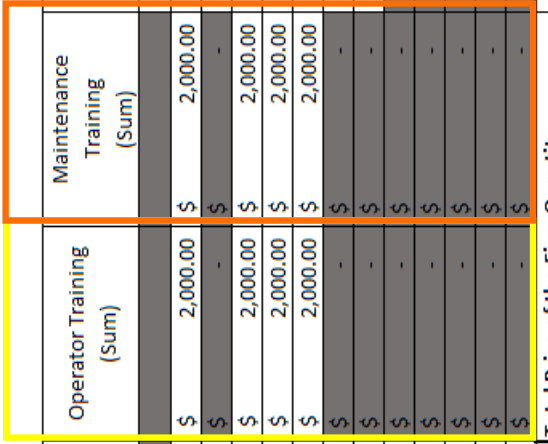 Operator Training
(Sum)
Maintenance
Training
(Sum)
$ 2,000.00 $ 2,000.00
$ - $ -
$ 2,000.00 $ 2,000.00
$ 2,000.00 $ 2,000.00
$ 2,000.00 $ 2,000.00
$ - $ -
$ - $ -
$ - $ -
$ - $ -
$ - $ -
$ - $ -
$ - $ -